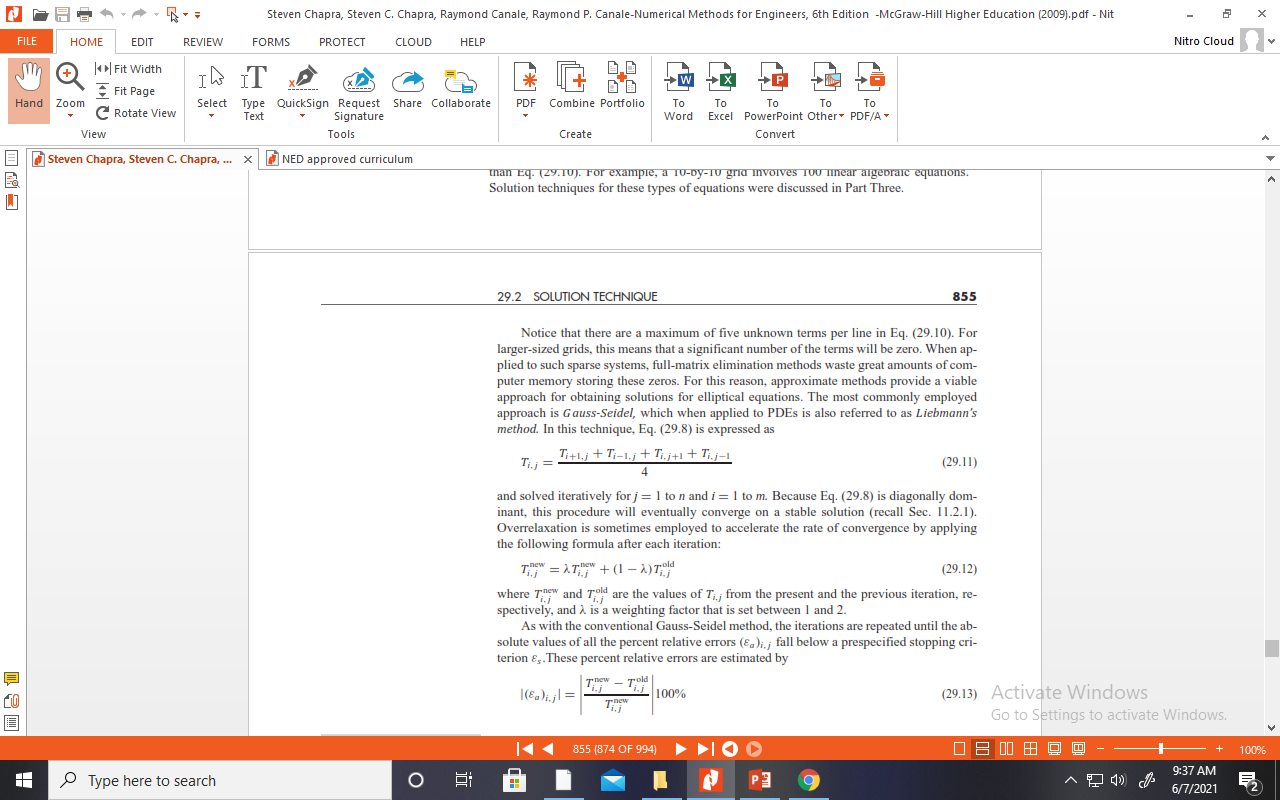 Steven Chapra, Steven C. Chapra, Raymond Canale, Raymond P. Canale-Numerical Methods for Engineers, 6th Edition -McGraw-Hill Higher Education (2009).pdf - Nit
FILE HOME EDIT REVIEW FORMS PROTECT CLOUD HELP
Nitro Cloud
Hand
Zoom
Fit Width
Fit Page
Rotate View
View
Select
Type Text
QuickSign
Request Signature
Share
Collaborate
Tools
PDF
Combine
Portfolio
Create
To Word
To Excel
To PowerPoint
To Other
To PDF/A
Convert
Steven Chapra, Steven C. Chapra, ...
NED approved curriculum
than Eq. (29.10). For example, a 10-by-10 grid involves 100 linear algebraic equations.
Solution techniques for these types of equations were discussed in Part Three.
29.2 SOLUTION TECHNIQUE 855
Notice that there are a maximum of five unknown terms per line in Eq. (29.10). For
larger-sized grids, this means that a significant number of the terms will be zero. When ap-
plied to such sparse systems, full-matrix elimination methods waste great amounts of com-
puter memory storing these zeros. For this reason, approximate methods provide a viable
approach for obtaining solutions for elliptical equations. The most commonly employed
approach is Gauss-Seidel, which when applied to PDEs is also referred to as Liebmann's
method. In this technique, Eq. (29.8) is expressed as
T_{i,j} = (T_{i+1,j} + T_{i−1,j} + T_{i,j+1} + T_{i,j−1}) / 4 (29.11)
and solved iteratively for j = 1 to n and i = 1 to m. Because Eq. (29.8) is diagonally dom-
inant, this procedure will eventually converge on a stable solution (recall Sec. 11.2.1).
Overrelaxation is sometimes employed to accelerate the rate of convergence by applying
the following formula after each iteration:
T_{i,j}^{new} = λT_{i,j}^{new} + (1 − λ)T_{i,j}^{old} (29.12)
where T_{i,j}^{new} and T_{i,j}^{old} are the values of T_{i,j} from the present and the previous iteration, re-
spectively, and λ is a weighting factor that is set between 1 and 2.
As with the conventional Gauss-Seidel method, the iterations are repeated until the ab-
solute values of all the percent relative errors (ε_a)_{i,j} fall below a prespecified stopping cri-
terion ε_s.These percent relative errors are estimated by
|(ε_a)_{i,j}| = |(T_{i,j}^{new} − T_{i,j}^{old}) / T_{i,j}^{new}| 100% (29.13)
Activate Windows
Go to Settings to activate Windows.
855 (874 OF 994)
100%
Type here to search
9:37 AM
6/7/2021
2